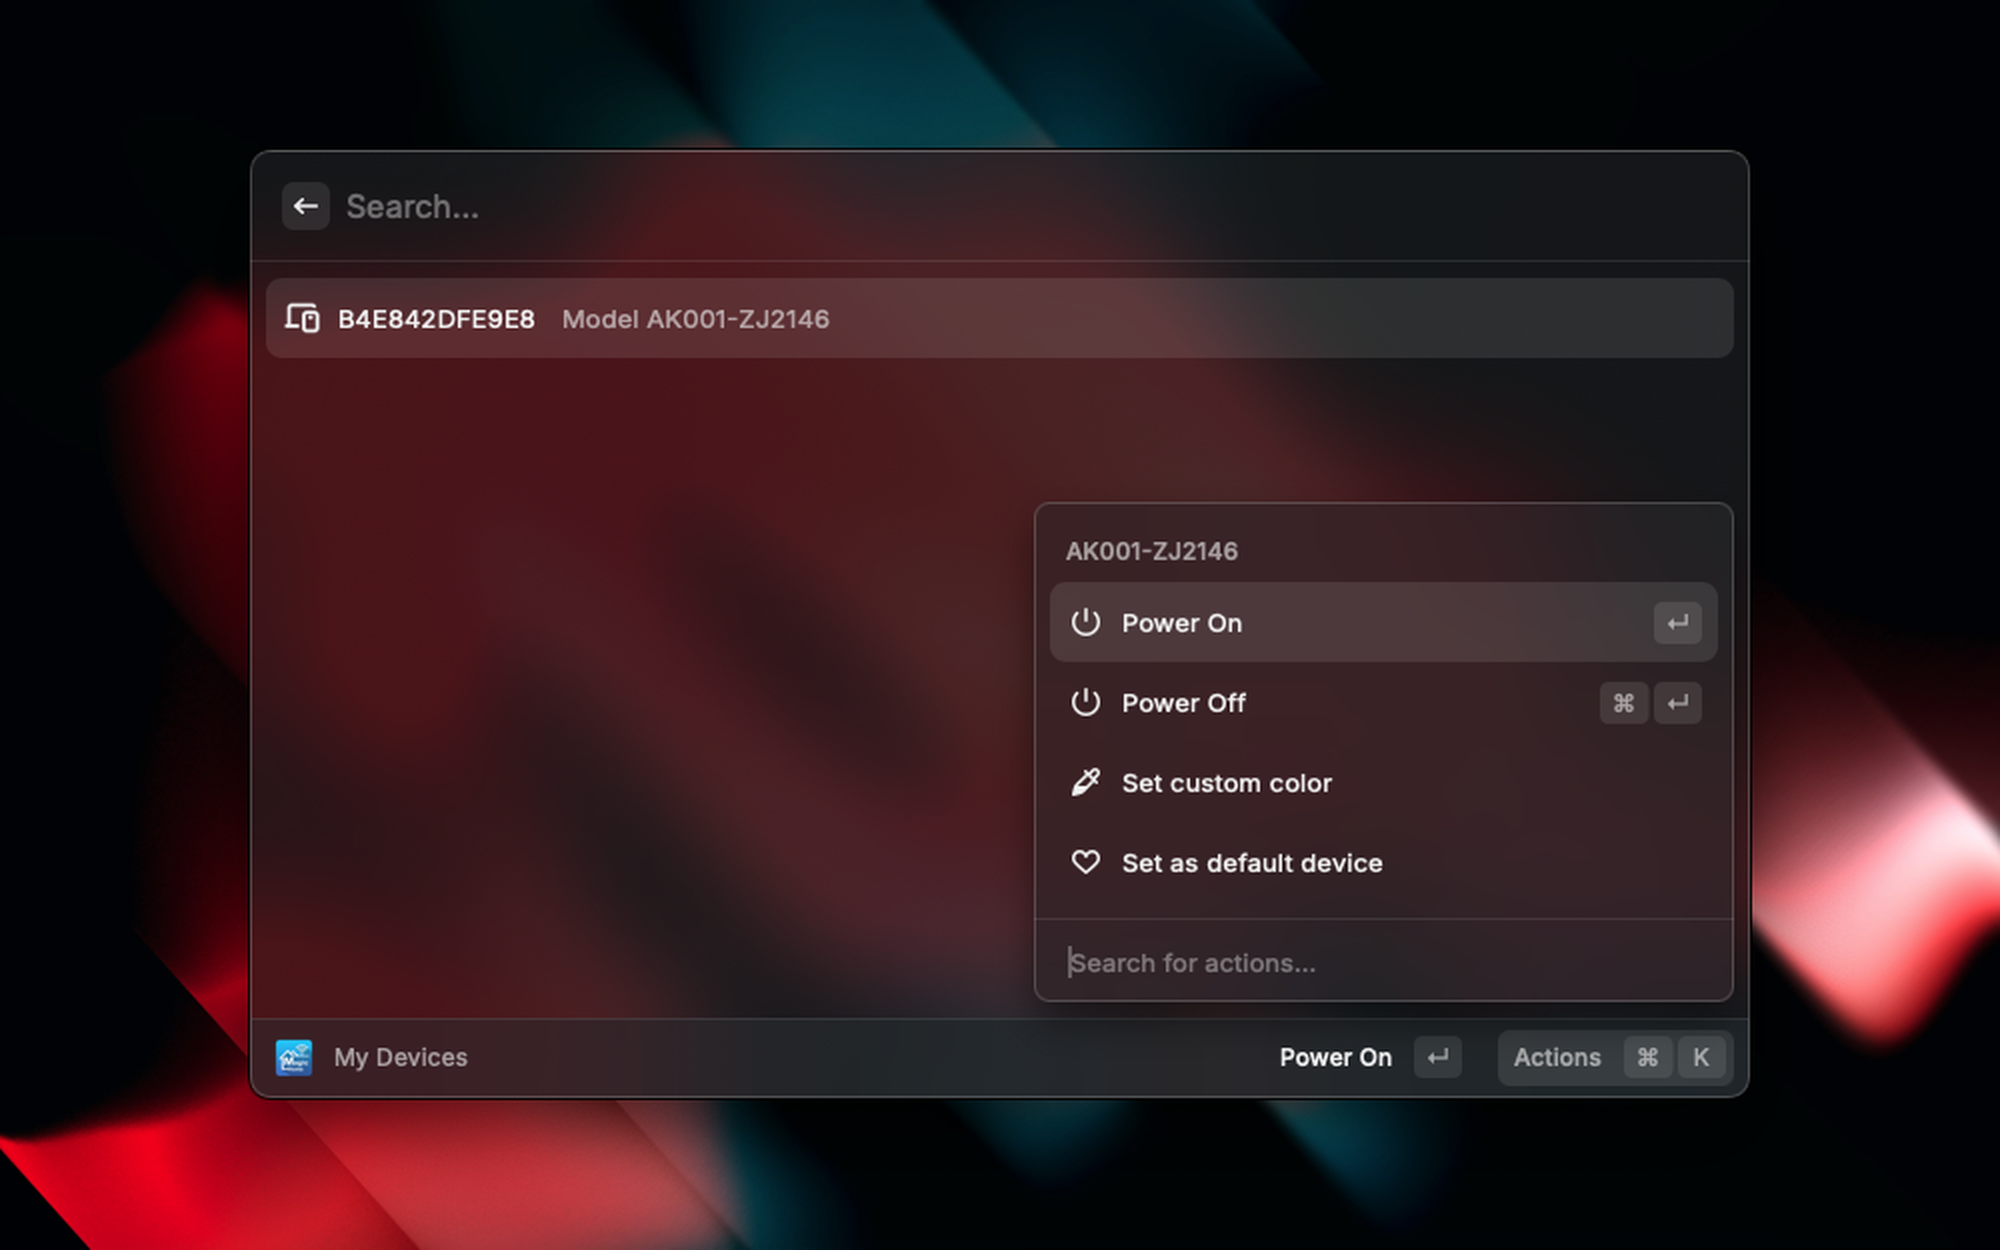 Search...
B4E842DFE9E8 Model AK001-ZJ2146
AK001-ZJ2146
Power On
Power Off ⌘
Set custom color
Set as default device
Search for actions...
My Devices Power On Actions ⌘ K